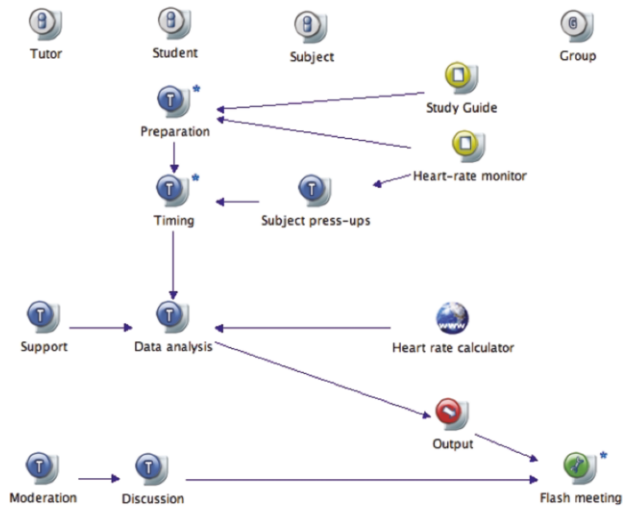 Tutor
Student
Subject
G
Group
T
Preparation
Study Guide
Heart-rate monitor
T
Timing
T
Subject press-ups
T
Support
T
Data analysis
www
Heart rate calculator
Output
T
Moderation
T
Discussion
Flash meeting